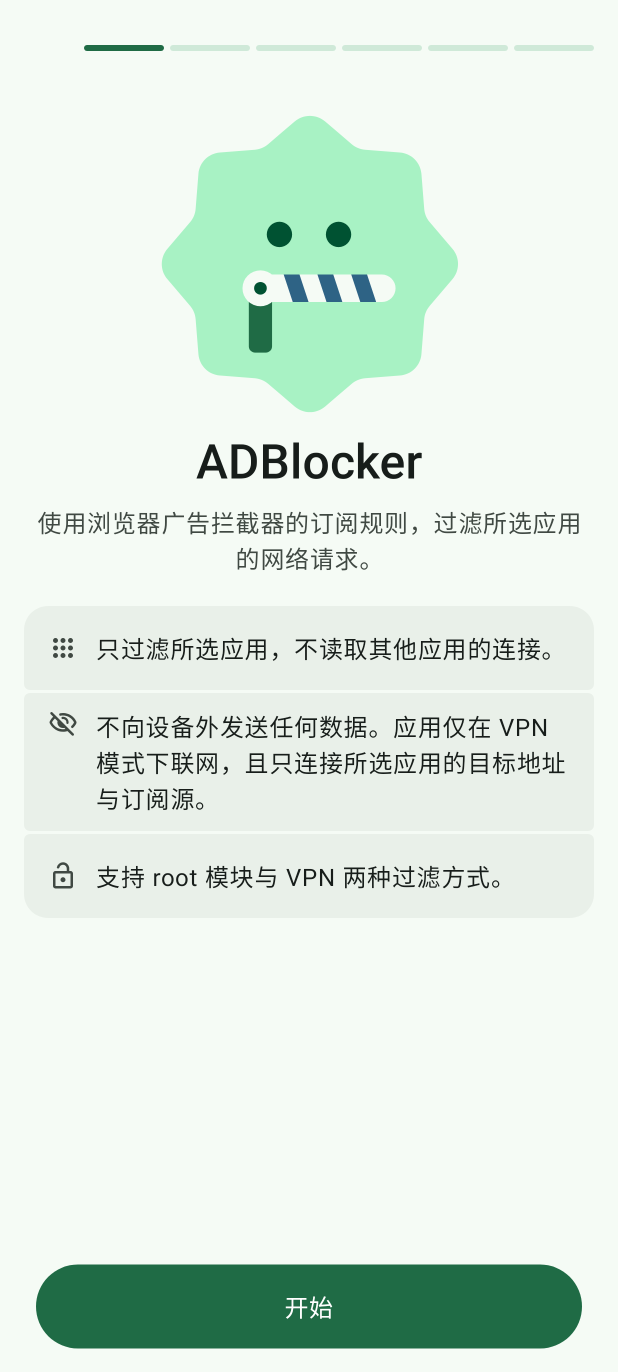 ADBlocker
使用浏览器广告拦截器的订阅规则，过滤所选应用
的网络请求。
只过滤所选应用，不读取其他应用的连接。
不向设备外发送任何数据。应用仅在 VPN
模式下联网，且只连接所选应用的目标地址
与订阅源。
支持 root 模块与 VPN 两种过滤方式。
开始